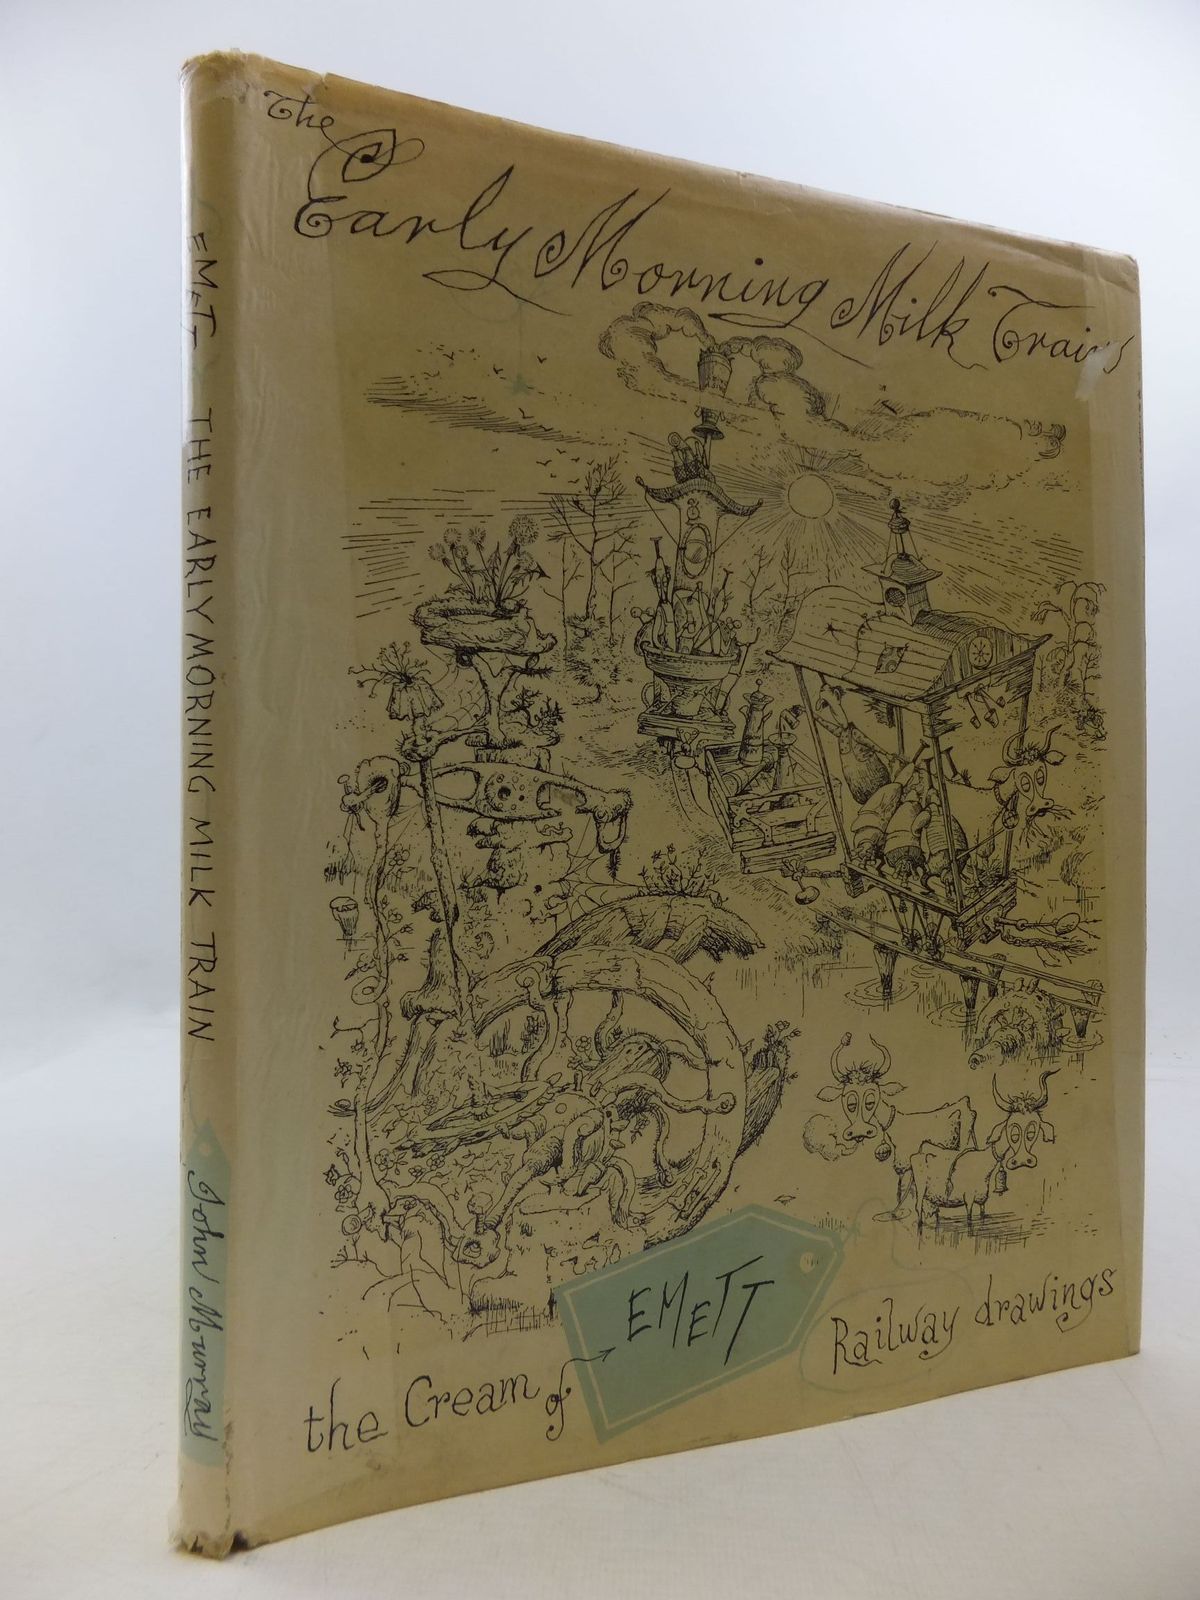 The
Early Morning Milk Train
the Cream of EMETT Railway drawings
EMETT THE EARLY MORNING MILK TRAIN John Murray